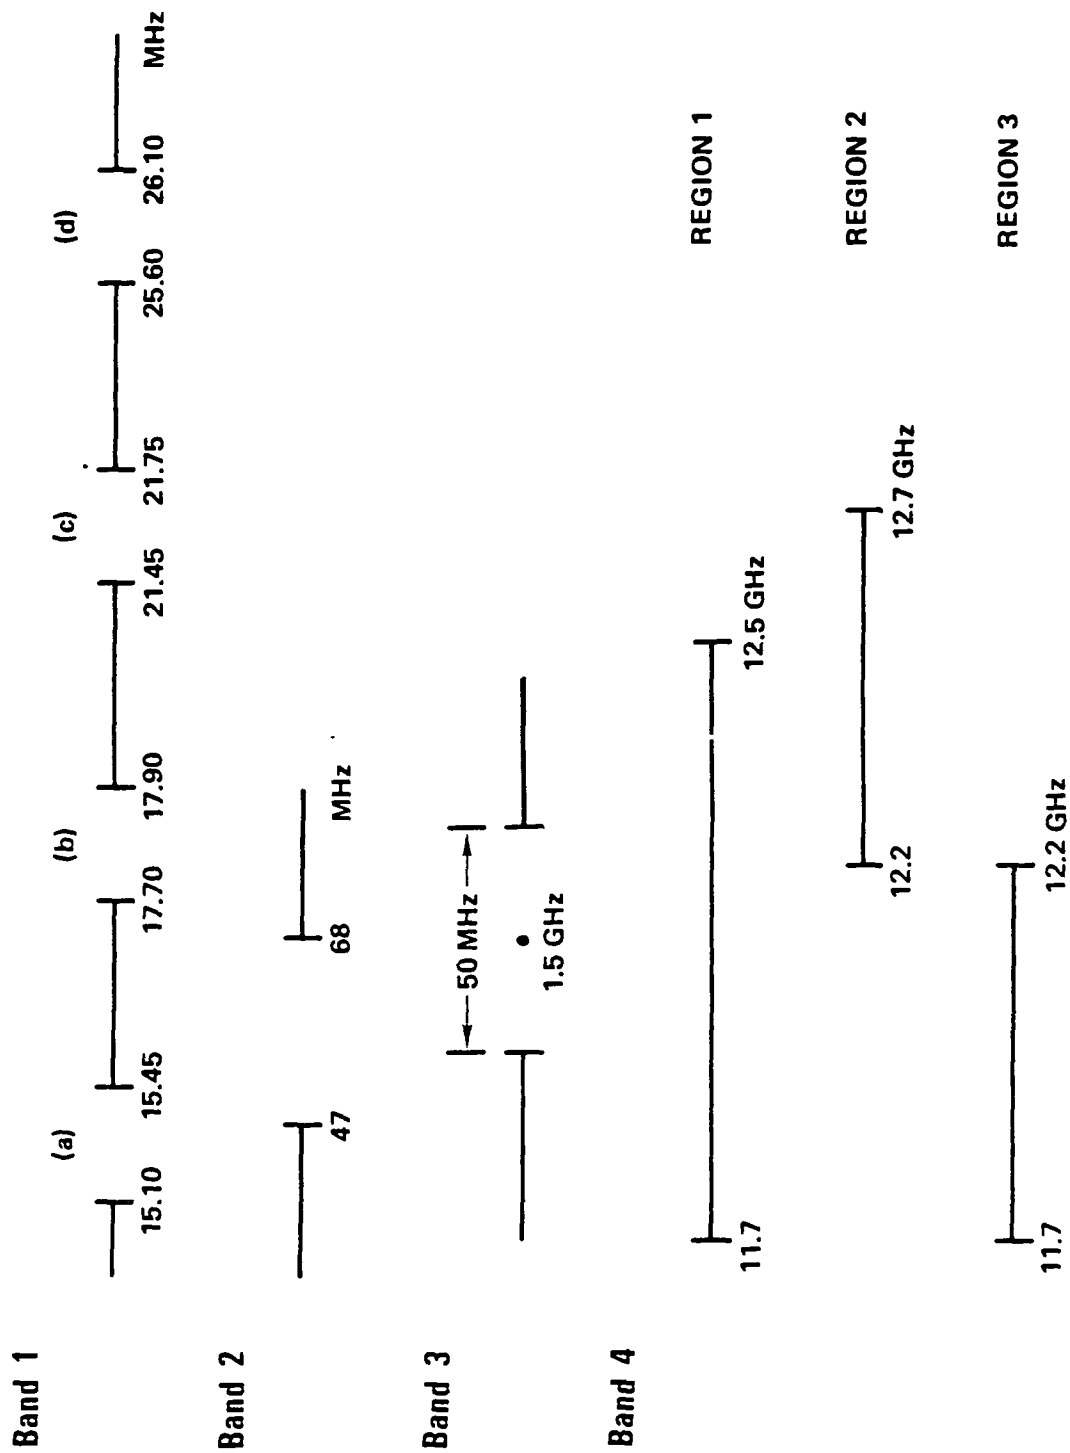 Band 1
(a) (b) (c) (d)
15.10 15.45 17.70 17.90 21.45 21.75 25.60 26.10 MHz
Band 2
47 68 MHz
Band 3
50 MHz
1.5 GHz
Band 4
11.7 12.5 GHz REGION 1
12.2 12.7 GHz REGION 2
11.7 12.2 GHz REGION 3